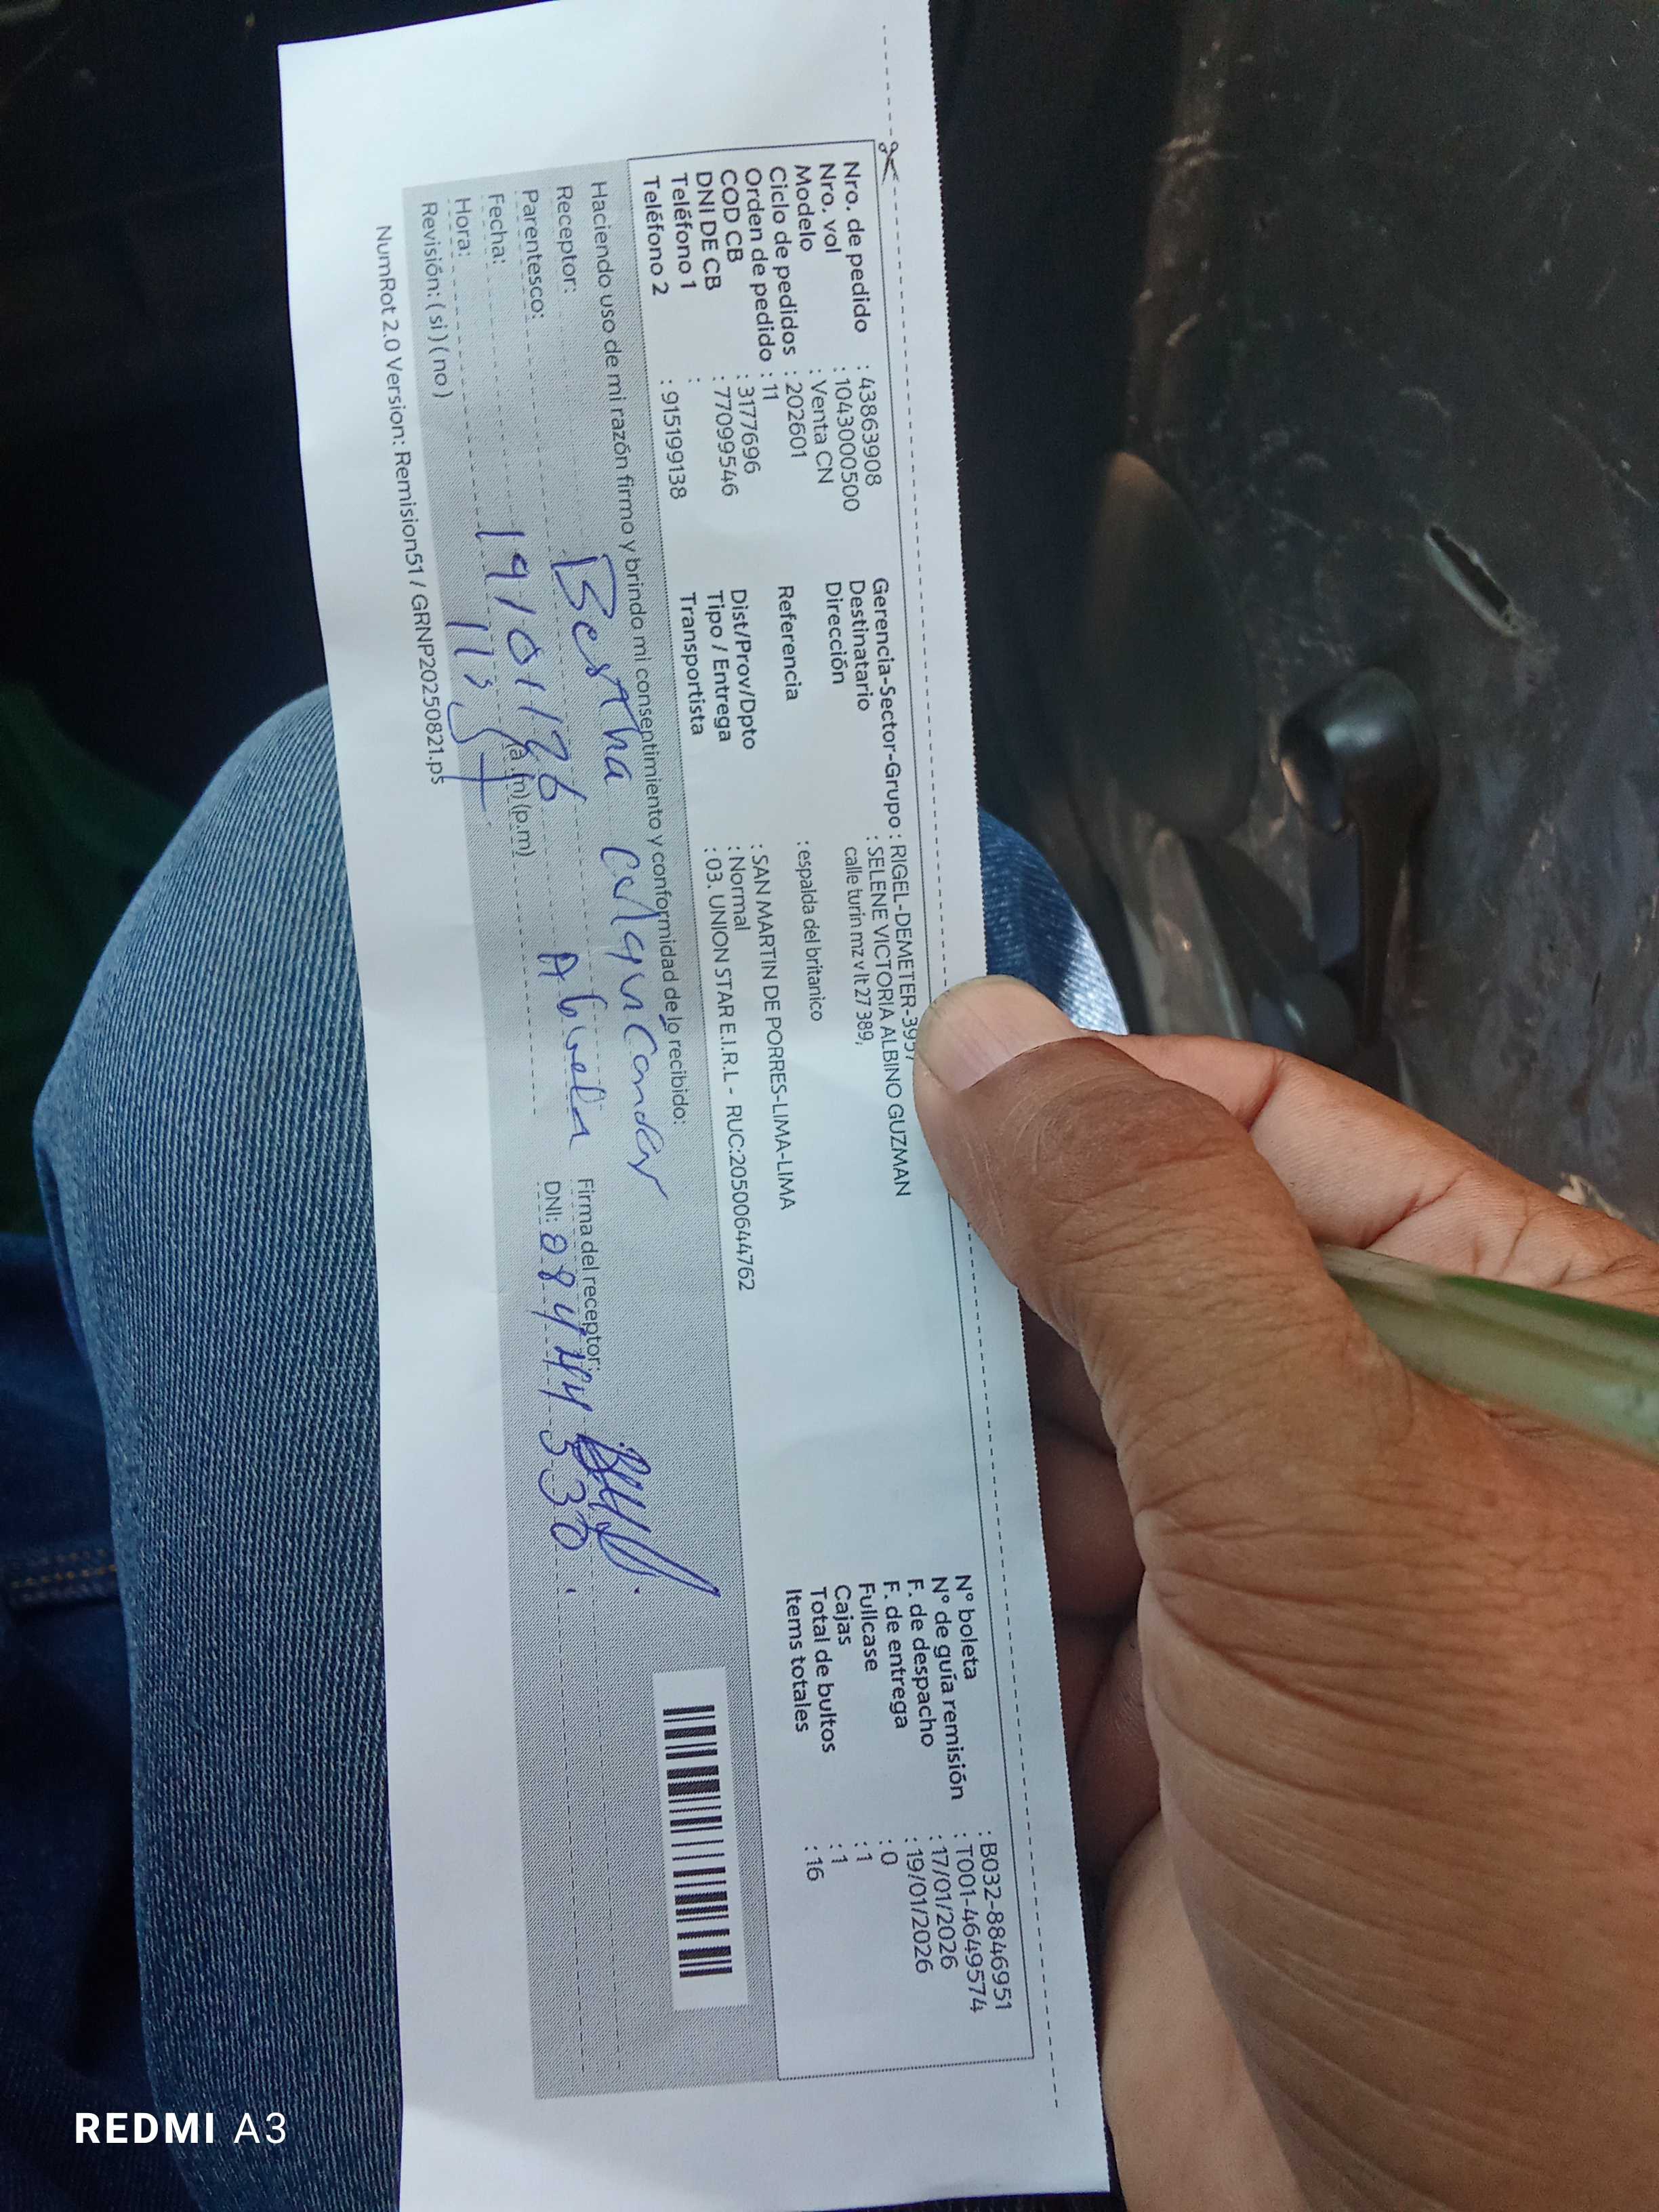 Nro. de pedido : 43863908
Nro. vol : 1043000500
Modelo : Venta CN
Ciclo de pedidos : 202601
Orden de pedido : 11
COD CB : 3177696
DNI DE CB : 77099546
Teléfono 1 :
Teléfono 2 : 915199138
Gerencia-Sector-Grupo : RIGEL-DEMETER-3957
Destinatario : SELENE VICTORIA ALBINO GUZMAN
Dirección calle turin mz v lt 27 389,
Referencia : espalda del britanico
Dist/Prov/Dpto : SAN MARTIN DE PORRES-LIMA-LIMA
Tipo / Entrega : Normal
Transportista : 03. UNION STAR E.I.R.L - RUC:20500644762
N° boleta : B032-8846951
N° de guía remisión : T001-4649574
F. de despacho : 17/01/2026
F. de entrega : 19/01/2026
Fullcase : 0
Cajas : 1
Total de bultos : 1
Items totales : 16
Haciendo uso de mi razón firmo y brindo mi consentimiento y conformidad de lo recibido:
Receptor: Bertha
Parentesco: Abuela
Fecha: 19/01/26
Hora: (a.m) (p.m)
Revisión: ( si ) ( no )
Firma del receptor:
DNI: 08444330
NumRot 2.0 Version: Remision51 / GRNP20250821.ps
REDMI A3